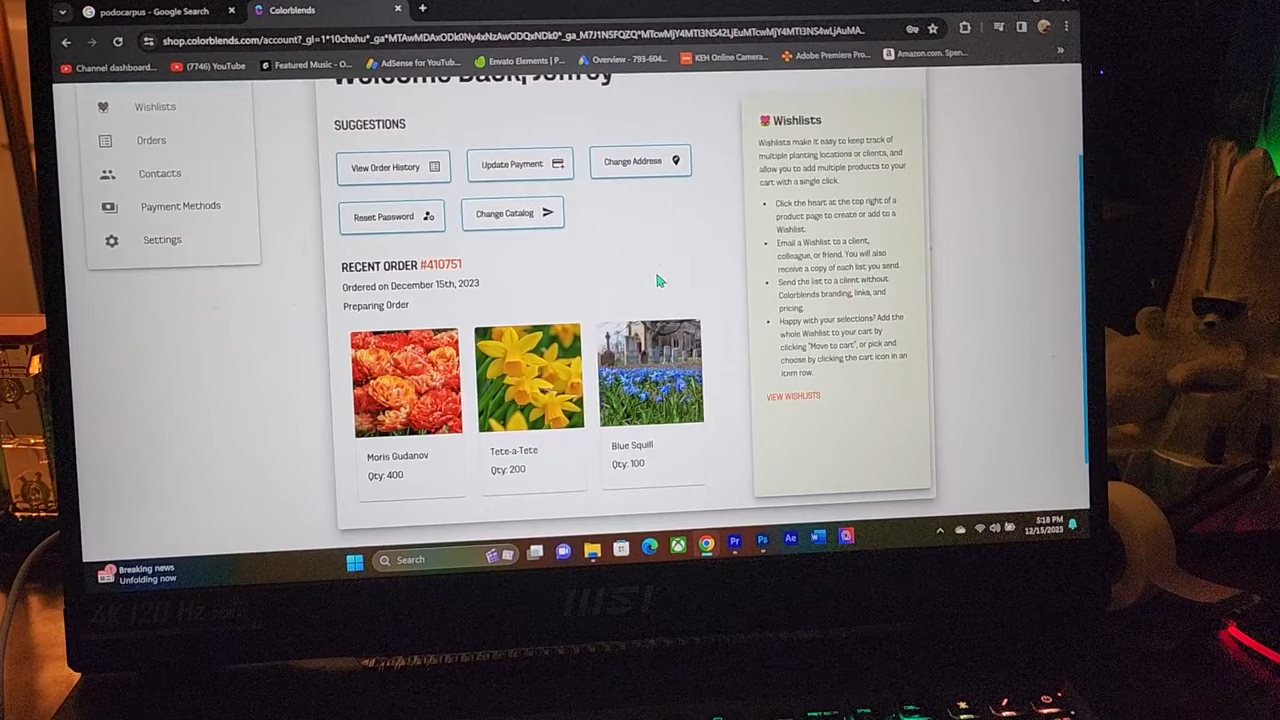 podocarpus - Google Search
Colorblends
shop.colorblends.com/account?_gl=1*10chxhu*_ga*MTAwMDAxODk0Ny4xNzAwODQxNDk0*_ga_M7J1N5FQZQ*MTcwMjY4MTI3NS42LjEuMTcwMjY4MTI3NS4wLjAuMA..
Channel dashboard...
(7746) YouTube
Featured Music - O...
AdSense for YouTub...
Envato Elements | P...
Overview - 793-604...
KEH Online Camera...
Adobe Premiere Pro...
Amazon.com. Spen...
Wishlists
Orders
Contacts
Payment Methods
Settings
SUGGESTIONS
View Order History
Update Payment
Change Address
Reset Password
Change Catalog
RECENT ORDER #410751
Ordered on December 15th, 2023
Preparing Order
Moris Gudanov
Qty: 400
Tete-a-Tete
Qty: 200
Blue Squill
Qty: 100
Wishlists
Wishlists make it easy to keep track of
multiple planting locations or clients, and
allow you to add multiple products to your
cart with a single click.
Click the heart at the top right of a
product page to create or add to a
Wishlist.
Email a Wishlist to a client,
colleague, or friend. You will also
receive a copy of each list you send.
Send the list to a client without
Colorblends branding, links, and
pricing.
Happy with your selections? Add the
whole Wishlist to your cart by
clicking "Move to cart", or pick and
choose by clicking the cart icon in an
item row.
VIEW WISHLISTS
Breaking news
Unfolding now
Search
Pr
Ps
Ae
W
5:18 PM
12/15/2023
4K 120 Hz DISPLAY
msi